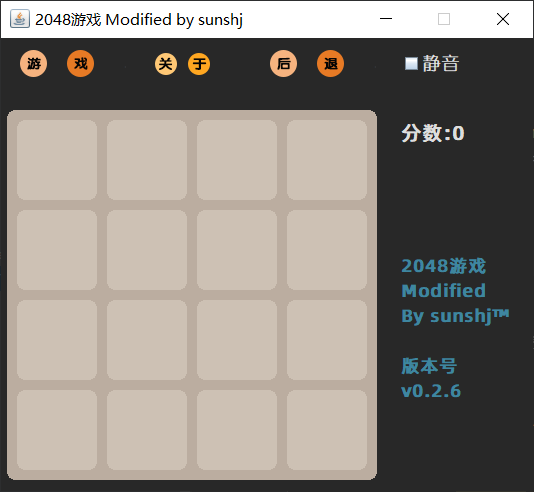 2048游戏 Modified by sunshj
游 戏 关 于 后 退 静音
分数:0
2048游戏
Modified
By sunshj™
版本号
v0.2.6